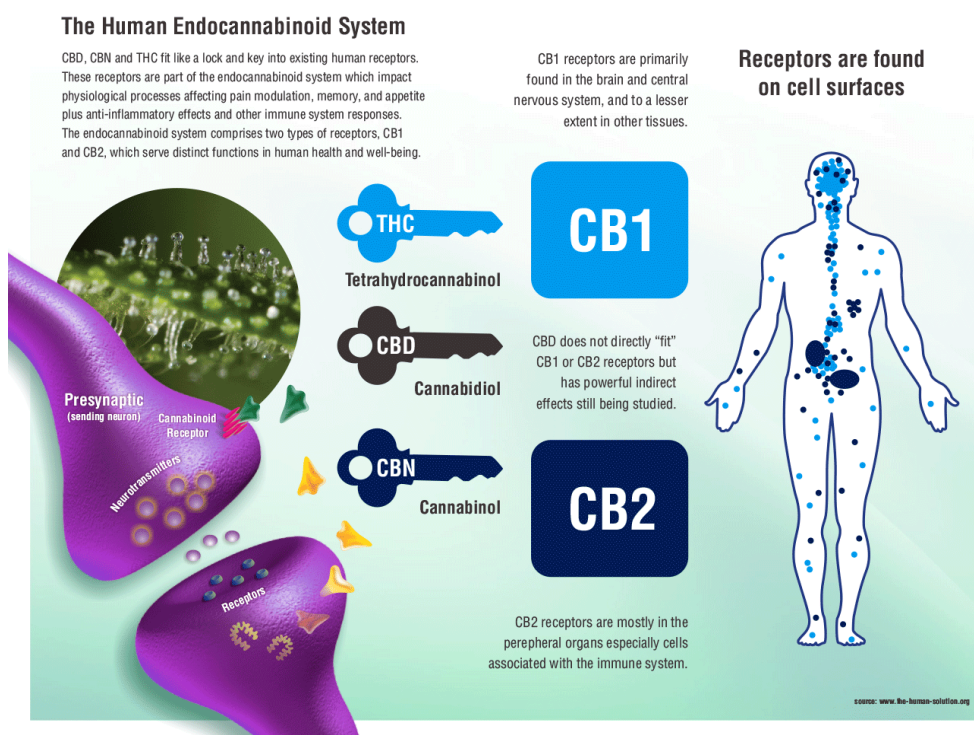 The Human Endocannabinoid System
CBD, CBN and THC fit like a lock and key into existing human receptors.
These receptors are part of the endocannabinoid system which impact
physiological processes affecting pain modulation, memory, and appetite
plus anti-inflammatory effects and other immune system responses.
The endocannabinoid system comprises two types of receptors, CB1
and CB2, which serve distinct functions in human health and well-being.
CB1 receptors are primarily
found in the brain and central
nervous system, and to a lesser
extent in other tissues.
Receptors are found
on cell surfaces
THC
Tetrahydrocannabinol
CB1
CBD
Cannabidiol
CBD does not directly “fit”
CB1 or CB2 receptors but
has powerful indirect
effects still being studied.
CBN
Cannabinol
CB2
CB2 receptors are mostly in the
perepheral organs especially cells
associated with the immune system.
Presynaptic
(sending neuron)
Cannabinoid
Receptor
Neurotransmitters
Receptors
source: www.the-human-solution.org